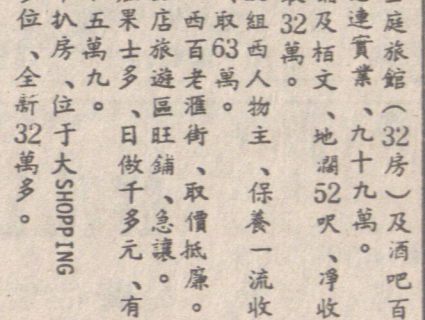 庭旅館(32房)及酒吧百
連實業、九十九萬。
及栢文、地濶52呎、凈收
32萬。
組西人物主、保養一流收
取63萬。
西百老滙街、取價抵廉。
店旅遊區旺鋪、急讓。
果士多、日做千多元、有
五萬九。
扒房、位于大SHOPPING
位、全新32萬多。